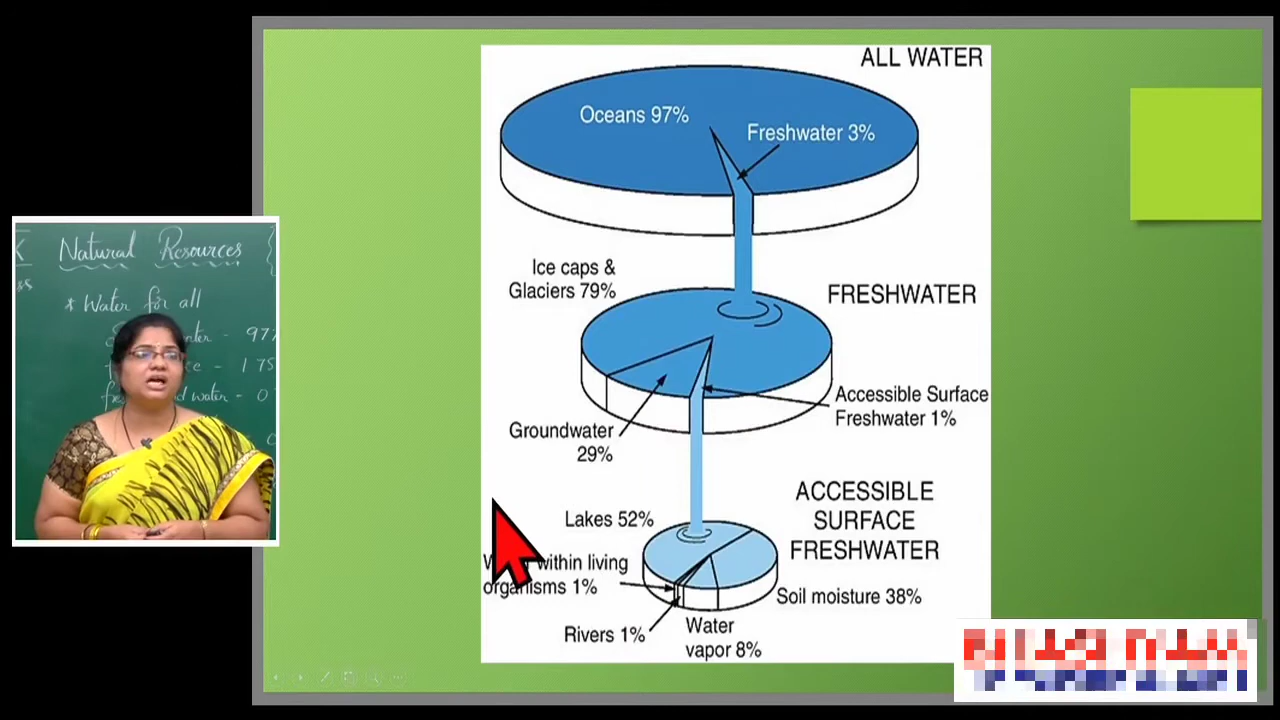 Natural Resources
* Water for all
ALL WATER
Oceans 97%
Freshwater 3%
Ice caps &
Glaciers 79%
FRESHWATER
Accessible Surface
Freshwater 1%
Groundwater
29%
ACCESSIBLE
SURFACE
FRESHWATER
Lakes 52%
within living
organisms 1%
Soil moisture 38%
Rivers 1%
Water
vapor 8%